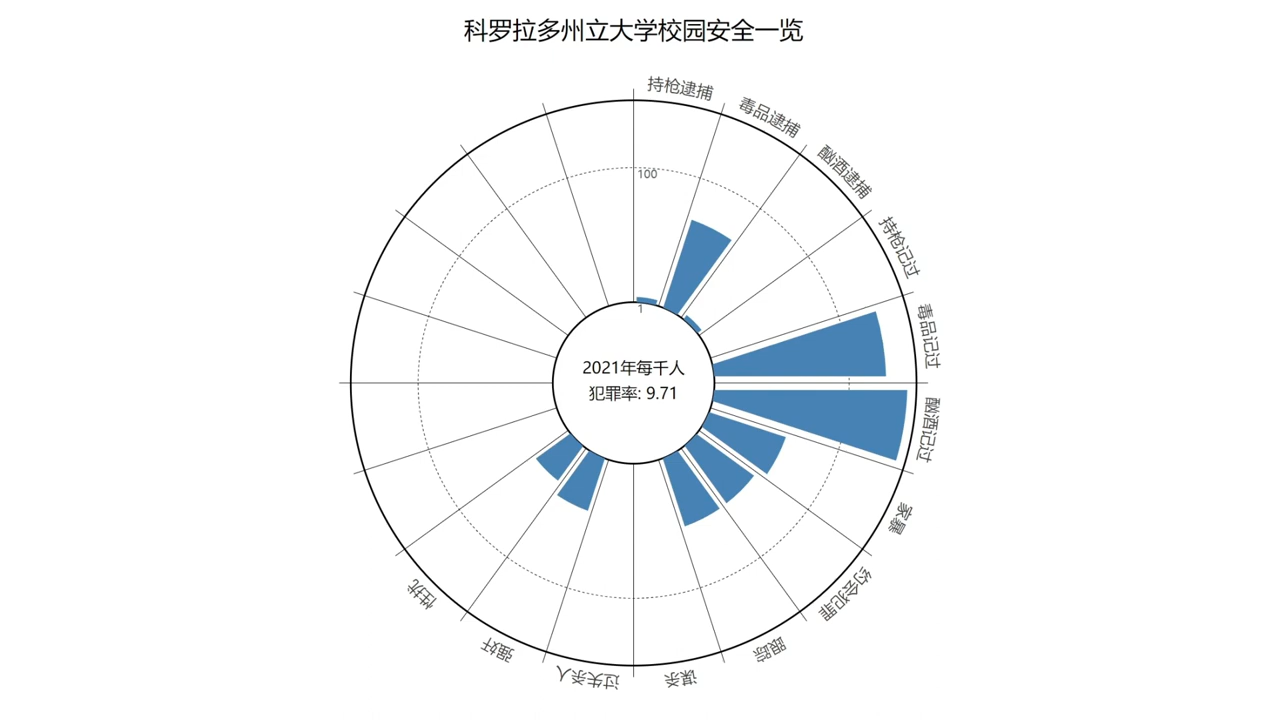 科罗拉多州立大学校园安全一览
持枪逮捕
毒品逮捕
酗酒逮捕
持枪记过
毒品记过
酗酒记过
家暴
约会犯罪
跟踪
谋杀
过失杀人
强奸
性扰
100
1
2021年每千人
犯罪率: 9.71